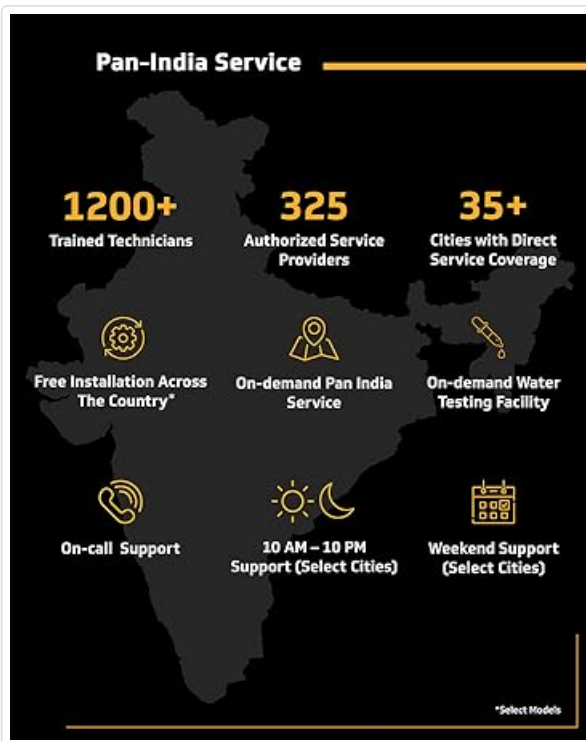 Pan-India Service
1200+
Trained Technicians
325
Authorized Service
Providers
35+
Cities with Direct
Service Coverage
Free Installation Across
The Country*
On-demand Pan India
Service
On-demand Water
Testing Facility
On-call Support
10 AM – 10 PM
Support (Select Cities)
Weekend Support
(Select Cities)
*Select Models